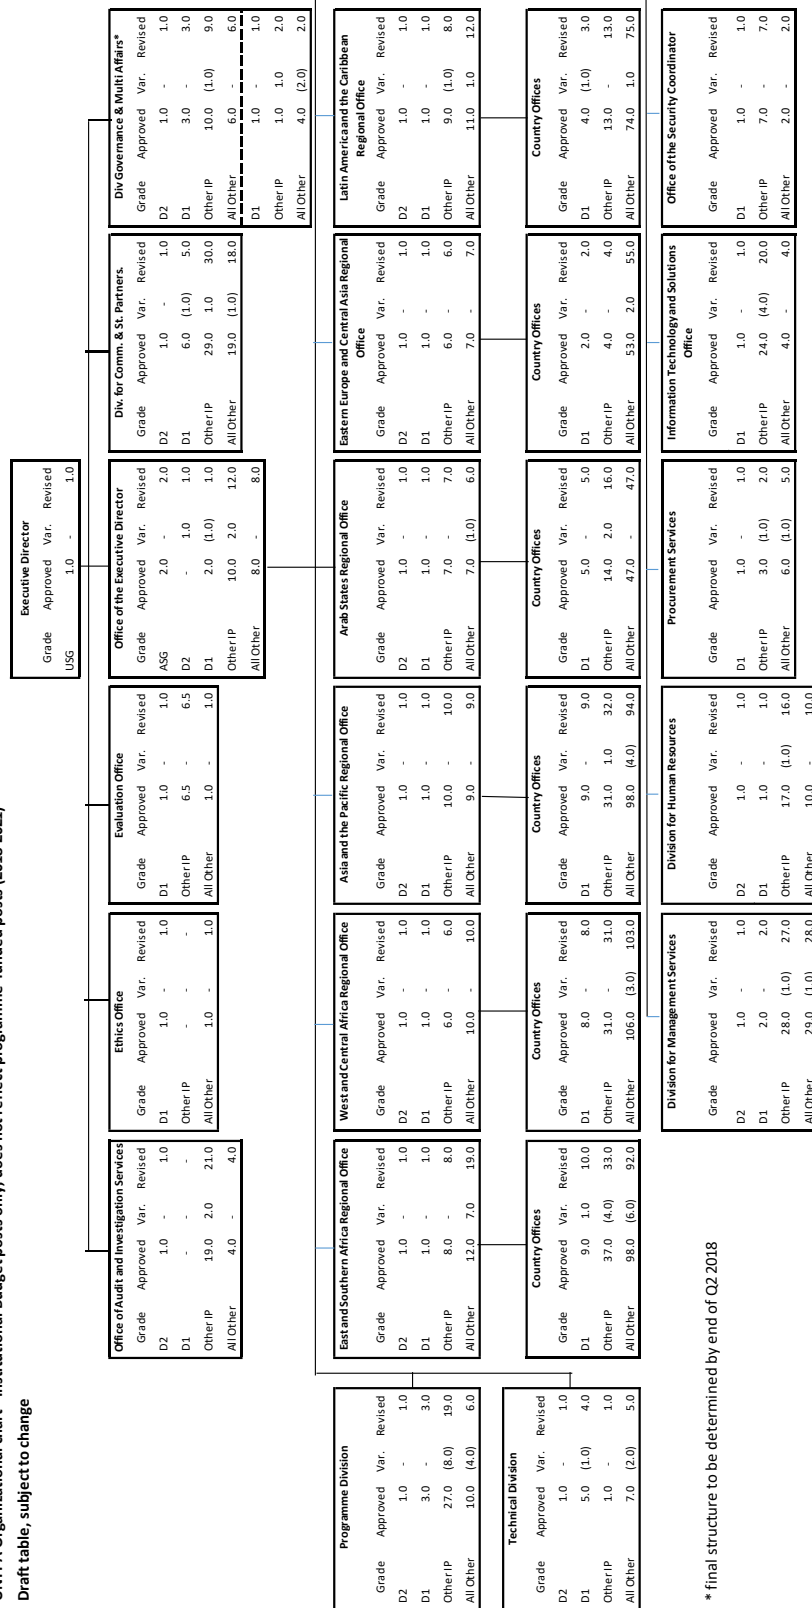 UNFPA Organizational chart - Institutional Budget posts only, does not reflect programme -funded posts (2018-2021)
Draft table, subject to change
Executive Director
Grade Approved Var. Revised
USG 1.0 - 1.0
Office of Audit and Investigation Services
Grade Approved Var. Revised
D2 1.0 - 1.0
D1 - - -
Other IP 19.0 2.0 21.0
All Other 4.0 - 4.0
Ethics Office
Grade Approved Var. Revised
D1 1.0 - 1.0
Other IP - - -
All Other 1.0 - 1.0
Evaluation Office
Grade Approved Var. Revised
D1 1.0 - 1.0
Other IP 6.5 - 6.5
All Other 1.0 - 1.0
Office of the Executive Director
Grade Approved Var. Revised
ASG 2.0 - 2.0
D2 - 1.0 1.0
D1 2.0 (1.0) 1.0
Other IP 10.0 2.0 12.0
All Other 8.0 - 8.0
Div. for Comm. & St. Partners.
Grade Approved Var. Revised
D2 1.0 - 1.0
D1 6.0 (1.0) 5.0
Other IP 29.0 1.0 30.0
All Other 19.0 (1.0) 18.0
Div Governance & Multi Affairs*
Grade Approved Var. Revised
D2 1.0 - 1.0
D1 3.0 - 3.0
Other IP 10.0 (1.0) 9.0
All Other 6.0 - 6.0
D1 1.0 - 1.0
Other IP 1.0 1.0 2.0
All Other 4.0 (2.0) 2.0
Programme Division
Grade Approved Var. Revised
D2 1.0 - 1.0
D1 3.0 - 3.0
Other IP 27.0 (8.0) 19.0
All Other 10.0 (4.0) 6.0
East and Southern Africa Regional Office
Grade Approved Var. Revised
D2 1.0 - 1.0
D1 1.0 - 1.0
Other IP 8.0 - 8.0
All Other 12.0 7.0 19.0
West and Central Africa Regional Office
Grade Approved Var. Revised
D2 1.0 - 1.0
D1 1.0 - 1.0
Other IP 6.0 - 6.0
All Other 10.0 - 10.0
Asia and the Pacific Regional Office
Grade Approved Var. Revised
D2 1.0 - 1.0
D1 1.0 - 1.0
Other IP 10.0 - 10.0
All Other 9.0 - 9.0
Arab States Regional Office
Grade Approved Var. Revised
D2 1.0 - 1.0
D1 1.0 - 1.0
Other IP 7.0 - 7.0
All Other 7.0 (1.0) 6.0
Eastern Europe and Central Asia Regional
Office
Grade Approved Var. Revised
D2 1.0 - 1.0
D1 1.0 - 1.0
Other IP 6.0 - 6.0
All Other 7.0 - 7.0
Latin America and the Caribbean
Regional Office
Grade Approved Var. Revised
D2 1.0 - 1.0
D1 1.0 - 1.0
Other IP 9.0 (1.0) 8.0
All Other 11.0 1.0 12.0
Technical Division
Grade Approved Var. Revised
D2 1.0 - 1.0
D1 5.0 (1.0) 4.0
Other IP 1.0 - 1.0
All Other 7.0 (2.0) 5.0
Country Offices
Grade Approved Var. Revised
D1 9.0 1.0 10.0
Other IP 37.0 (4.0) 33.0
All Other 98.0 (6.0) 92.0
Country Offices
Grade Approved Var. Revised
D1 8.0 - 8.0
Other IP 31.0 - 31.0
All Other 106.0 (3.0) 103.0
Country Offices
Grade Approved Var. Revised
D1 9.0 - 9.0
Other IP 31.0 1.0 32.0
All Other 98.0 (4.0) 94.0
Country Offices
Grade Approved Var. Revised
D1 5.0 - 5.0
Other IP 14.0 2.0 16.0
All Other 47.0 - 47.0
Country Offices
Grade Approved Var. Revised
D1 2.0 - 2.0
Other IP 4.0 - 4.0
All Other 53.0 2.0 55.0
Country Offices
Grade Approved Var. Revised
D1 4.0 (1.0) 3.0
Other IP 13.0 - 13.0
All Other 74.0 1.0 75.0
Division for Management Services
Grade Approved Var. Revised
D2 1.0 - 1.0
D1 2.0 - 2.0
Other IP 28.0 (1.0) 27.0
All Other 29.0 (1.0) 28.0
Division for Human Resources
Grade Approved Var. Revised
D2 1.0 - 1.0
D1 1.0 - 1.0
Other IP 17.0 (1.0) 16.0
All Other 10.0 - 10.0
Procurement Services
Grade Approved Var. Revised
D1 1.0 - 1.0
Other IP 3.0 (1.0) 2.0
All Other 6.0 (1.0) 5.0
Information Technology and Solutions
Office
Grade Approved Var. Revised
D1 1.0 - 1.0
Other IP 24.0 (4.0) 20.0
All Other 4.0 - 4.0
Office of the Security Coordinator
Grade Approved Var. Revised
D1 1.0 - 1.0
Other IP 7.0 - 7.0
All Other 2.0 - 2.0
* final structure to be determined by end of Q2 2018